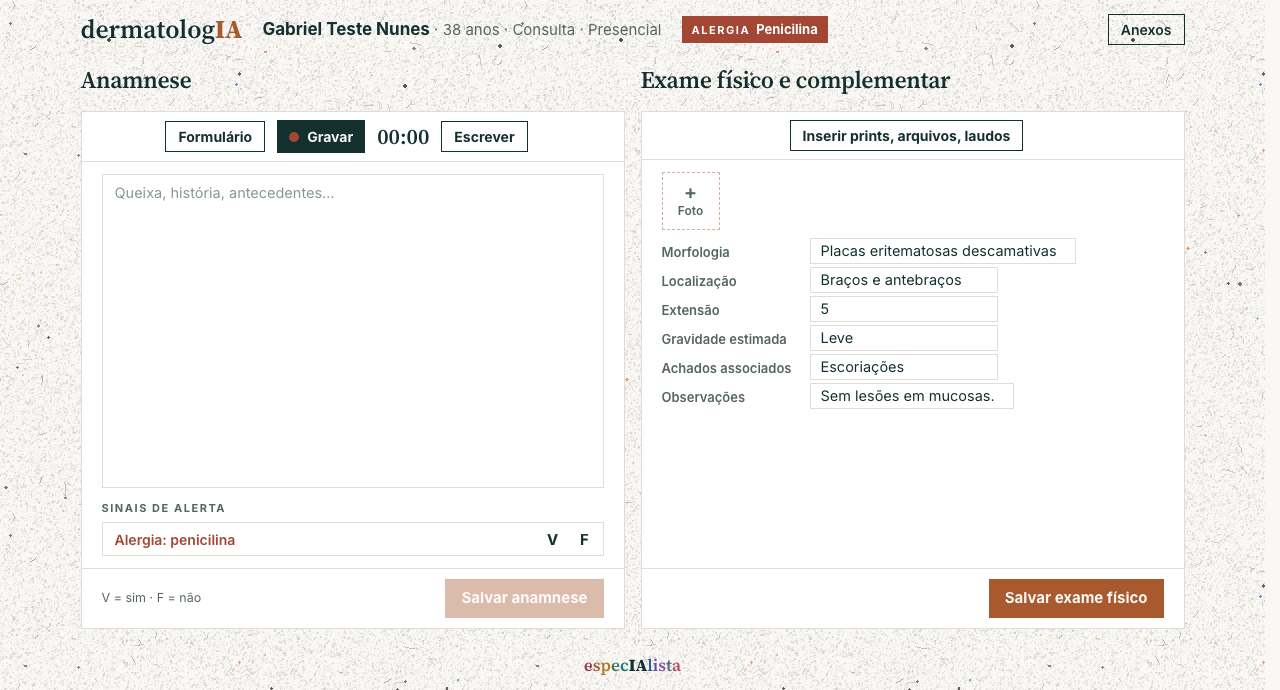 dermatologIA Gabriel Teste Nunes · 38 anos · Consulta · Presencial ALERGIA Penicilina Anexos
Anamnese
Formulário Gravar 00:00 Escrever
Queixa, história, antecedentes...
SINAIS DE ALERTA
Alergia: penicilina V F
V = sim · F = não Salvar anamnese
Exame físico e complementar
Inserir prints, arquivos, laudos
+
Foto
Morfologia Placas eritematosas descamativas
Localização Braços e antebraços
Extensão 5
Gravidade estimada Leve
Achados associados Escoriações
Observações Sem lesões em mucosas.
Salvar exame físico
especIAlista